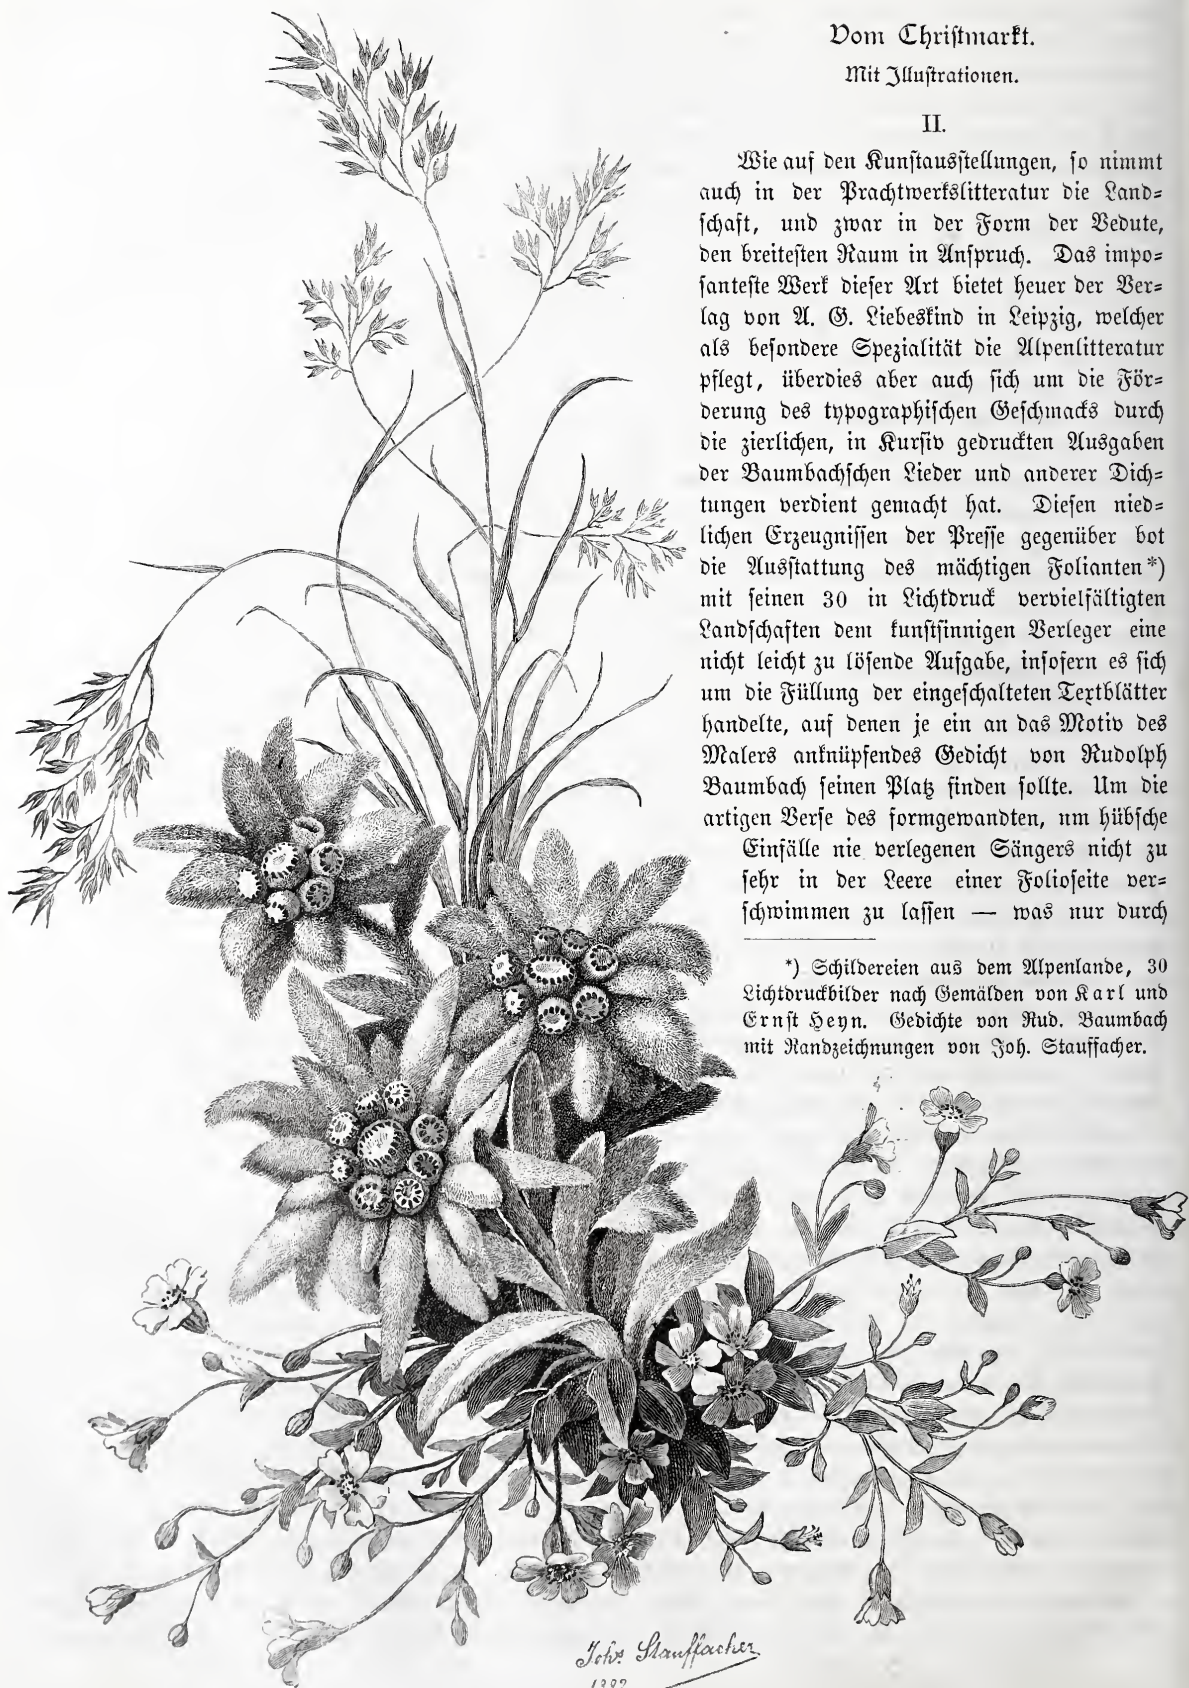 Vom Chriſtmarkt.
Mit Illuſtrationen.
II.
Wie auf den Kunſtausſtellungen, ſo nimmt
auch in der Prachtwerkslitteratur die Land⸗
ſchaft, und zwar in der Form der Vedute,
den breiteſten Raum in Anſpruch. Das impo⸗
ſanteſte Werk dieſer Art bietet heuer der Ver⸗
lag von A. G. Liebeskind in Leipzig, welcher
als beſondere Spezialität die Alpenlitteratur
pflegt, überdies aber auch ſich um die För⸗
derung des typographiſchen Geſchmacks durch
die zierlichen, in Kurſiv gedruckten Ausgaben
der Baumbachſchen Lieder und anderer Dich⸗
tungen verdient gemacht hat. Dieſen nied⸗
lichen Erzeugniſſen der Preſſe gegenüber bot
die Ausſtattung des mächtigen Folianten*)
mit ſeinen 30 in Lichtdruck vervielfältigten
Landſchaften dem kunſtſinnigen Verleger eine
nicht leicht zu löſende Aufgabe, inſofern es ſich
um die Füllung der eingeſchalteten Textblätter
handelte, auf denen je ein an das Motiv des
Malers anknüpfendes Gedicht von Rudolph
Baumbach ſeinen Platz finden ſollte. Um die
artigen Verſe des formgewandten, um hübſche
Einfälle nie verlegenen Sängers nicht zu
ſehr in der Leere einer Folioſeite ver⸗
ſchwimmen zu laſſen — was nur durch
*) Schildereien aus dem Alpenlande, 30
Lichtdruckbilder nach Gemälden von Karl und
Ernſt Heyn. Gedichte von Rud. Baumbach
mit Randzeichnungen von Joh. Stauffacher.
Joh. Stauffacher